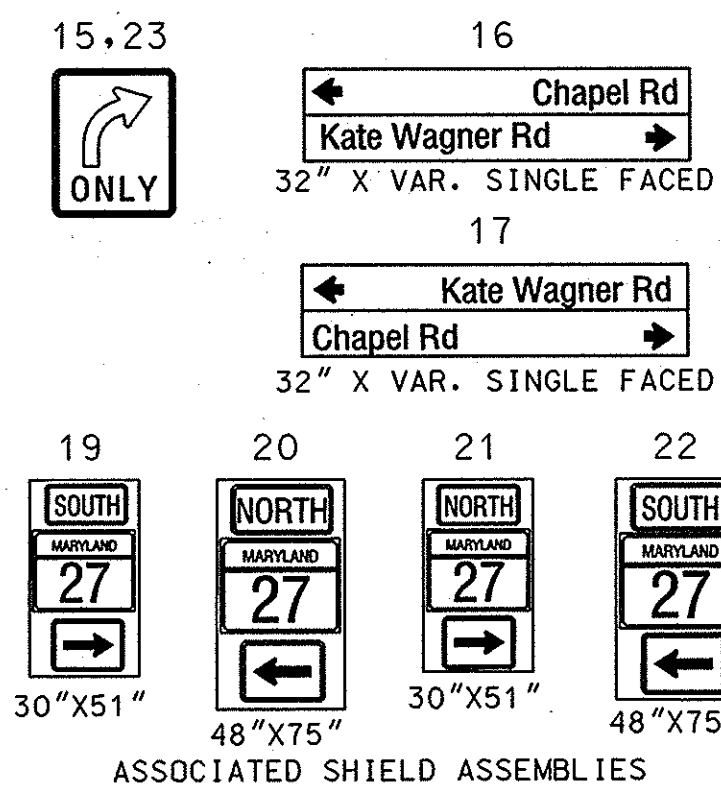 15,23
ONLY
16
Chapel Rd
Kate Wagner Rd
32" X VAR. SINGLE FACED
17
Kate Wagner Rd
Chapel Rd
32" X VAR. SINGLE FACED
19
SOUTH
MARYLAND
27
30"X51"
20
NORTH
MARYLAND
27
48"X75"
21
NORTH
MARYLAND
27
30"X51"
22
SOUTH
MARYLAND
27
48"X75
ASSOCIATED SHIELD ASSEMBLIES